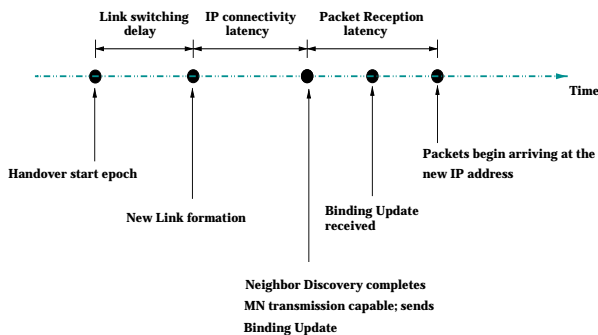 Link switching
delay
IP connectivity
latency
Packet Reception
latency
Time
Handover start epoch
New Link formation
Neighbor Discovery completes
MN transmission capable; sends
Binding Update
Binding Update
received
Packets begin arriving at the
new IP address